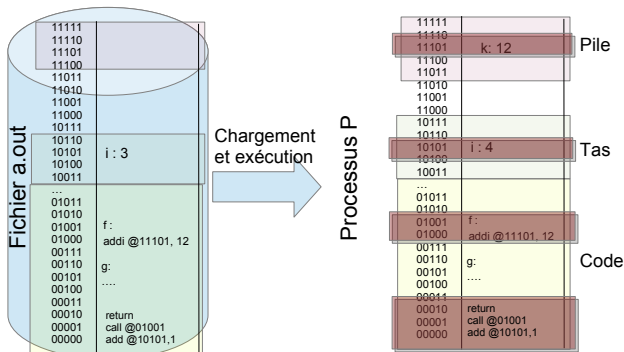 Fichier a.out
11111
11110
11101
11100
11011
11010
11001
11000
10111
10110
10101 i : 3
10100
10011
...
01011
01010
01001 f :
01000 addi @11101, 12
00111
00110 g:
00101 ....
00100
00011
00010 return
00001 call @01001
00000 add @10101,1
Chargement
et exécution
Processus P
11111
11110
11101 k: 12
11100
11011
11010
11001
11000
10111
10110
10101 i : 4
10100
10011
...
01011
01010
01001 f :
01000 addi @11101, 12
00111
00110 g:
00101 ....
00100
00011
00010 return
00001 call @01001
00000 add @10101,1
Pile
Tas
Code